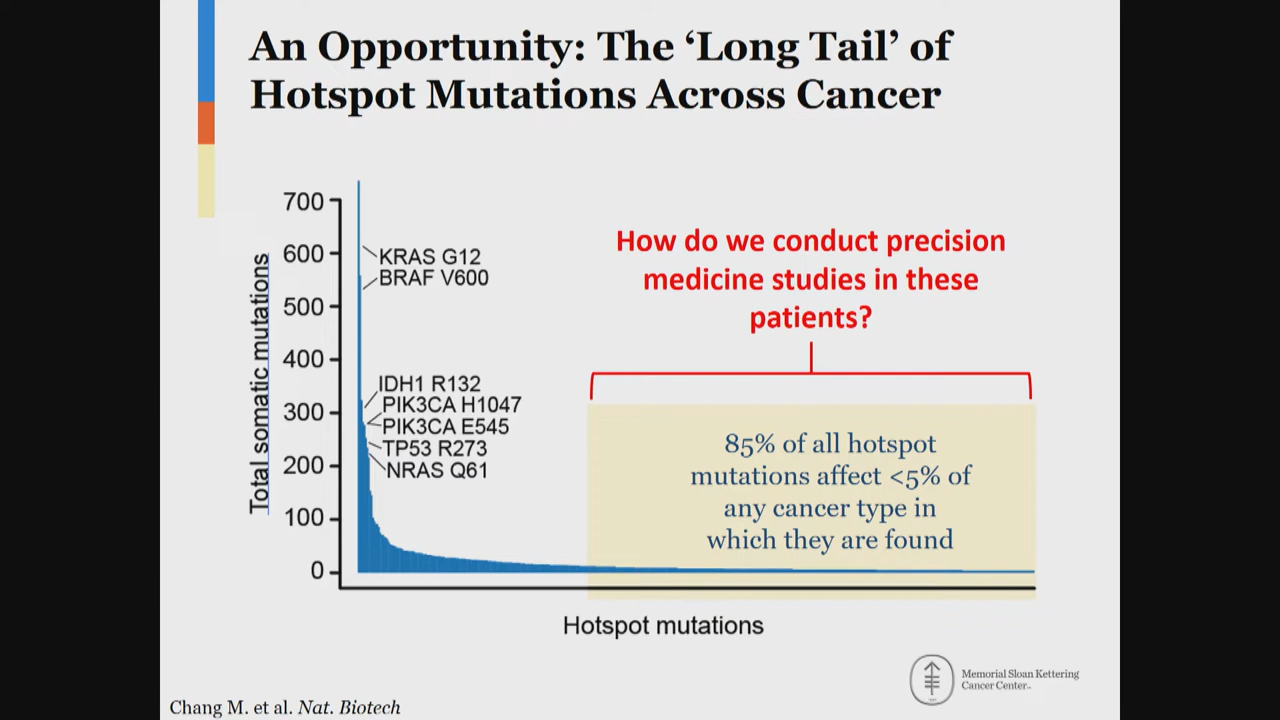 An Opportunity: The ‘Long Tail’ of
Hotspot Mutations Across Cancer
Total somatic mutations
700
600
500
400
300
200
100
0
KRAS G12
BRAF V600
IDH1 R132
PIK3CA H1047
PIK3CA E545
TP53 R273
NRAS Q61
How do we conduct precision
medicine studies in these
patients?
85% of all hotspot
mutations affect <5% of
any cancer type in
which they are found
Hotspot mutations
Memorial Sloan Kettering
Cancer Center
Chang M. et al. Nat. Biotech